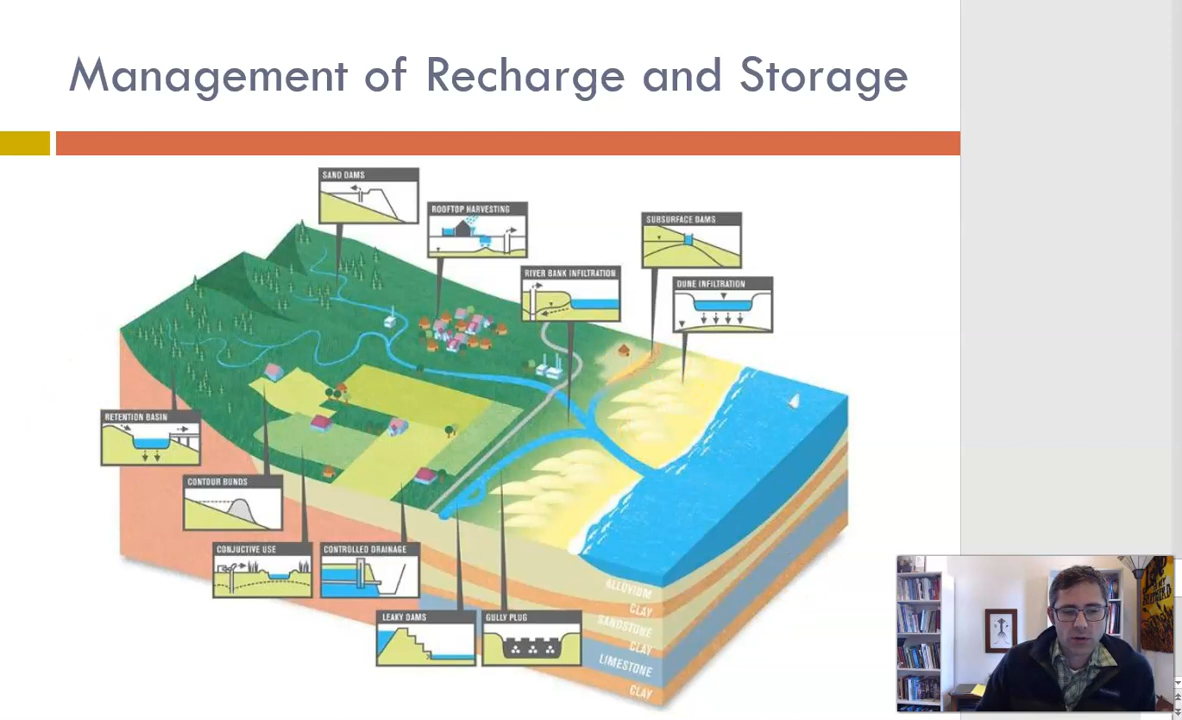 Management of Recharge and Storage
SAND DAMS
ROOFTOP HARVESTING
SUBSURFACE DAMS
RIVER BANK INFILTRATION
DUNE INFILTRATION
RETENTION BASIN
CONTOUR BUNDS
CONJUCTIVE USE
CONTROLLED DRAINAGE
LEAKY DAMS
GULLY PLUG
ALLUVIUM
CLAY
SANDSTONE
CLAY
LIMESTONE
CLAY